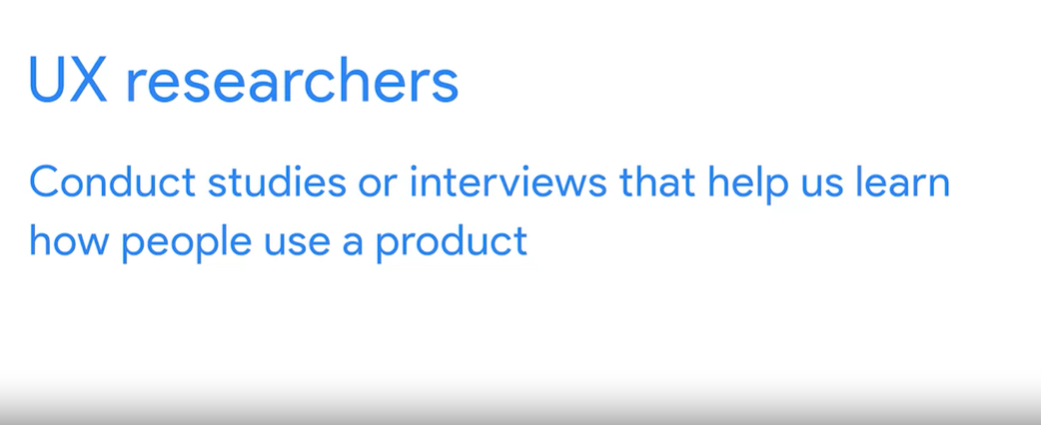 UX researchers
Conduct studies or interviews that help us learn
how people use a product